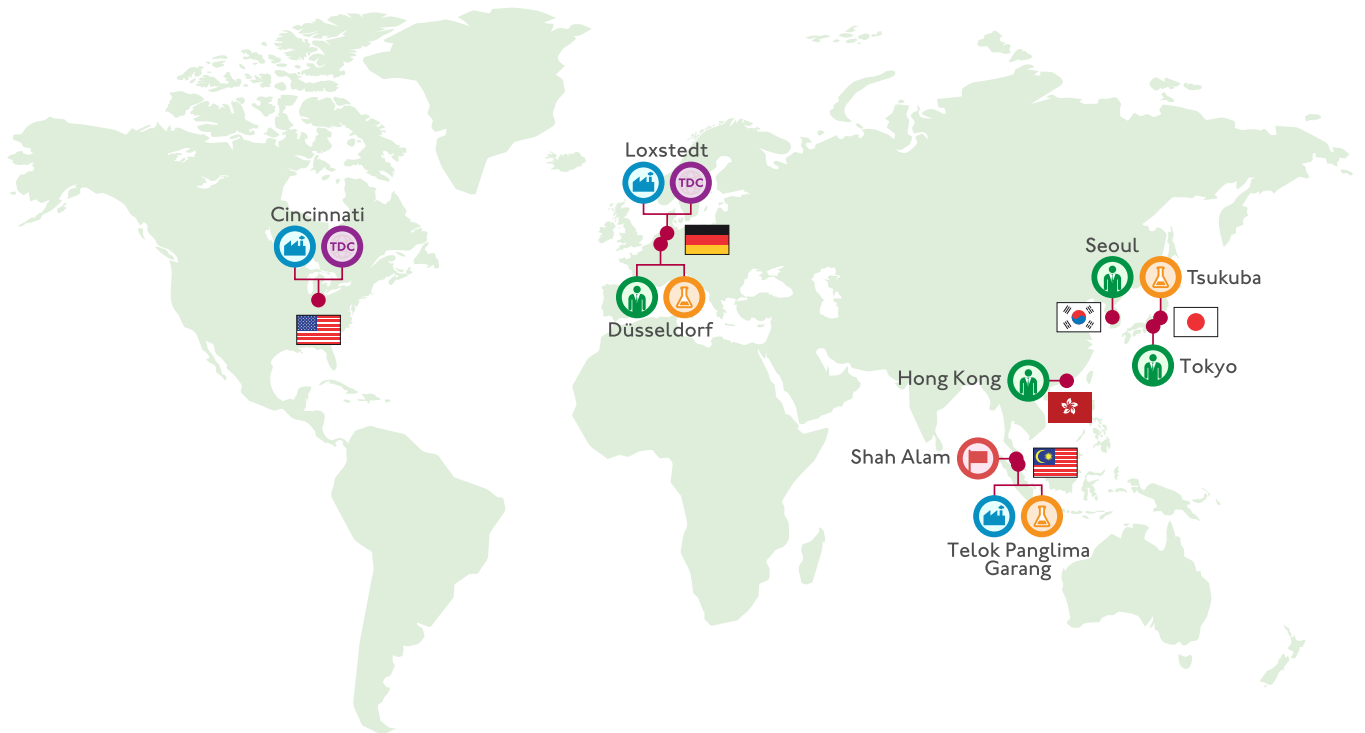 Loxstedt
TDC
Cincinnati
TDC
Düsseldorf
Seoul
Tsukuba
Tokyo
Hong Kong
Shah Alam
Telok Panglima
Garang